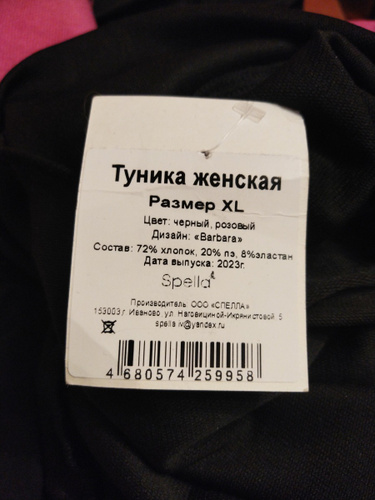 Туника женская
Размер XL
Цвет: черный, розовый
Дизайн: «Barbara»
Состав: 72% хлопок, 20% пэ, 8%эластан
Дата выпуска: 2023г.
Spella
Производитель: ООО «СПЕЛЛА»
153003 г Иваново ул Наговициной-Икрянистовой 5
spella.iv@yandex.ru
4 680574 259958